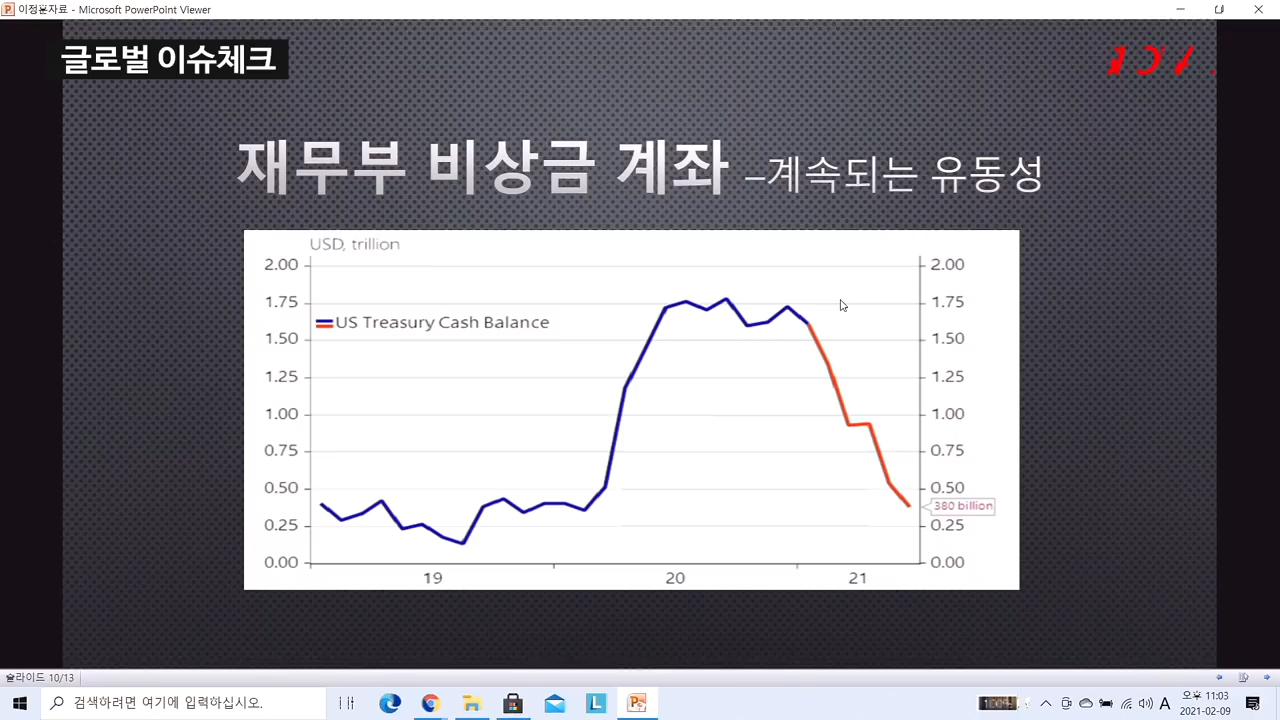 이정윤자료 - Microsoft PowerPoint Viewer
글로벌 이슈체크
재무부 비상금 계좌 –계속되는 유동성
USD, trillion
2.00 2.00
1.75 1.75
US Treasury Cash Balance
1.50 1.50
1.25 1.25
1.00 1.00
0.75 0.75
0.50 0.50
380 billion
0.25 0.25
0.00 0.00
19 20 21
슬라이드 10/13
검색하려면 여기에 입력하십시오.
100%
A
오후 11:03
2021-02-09